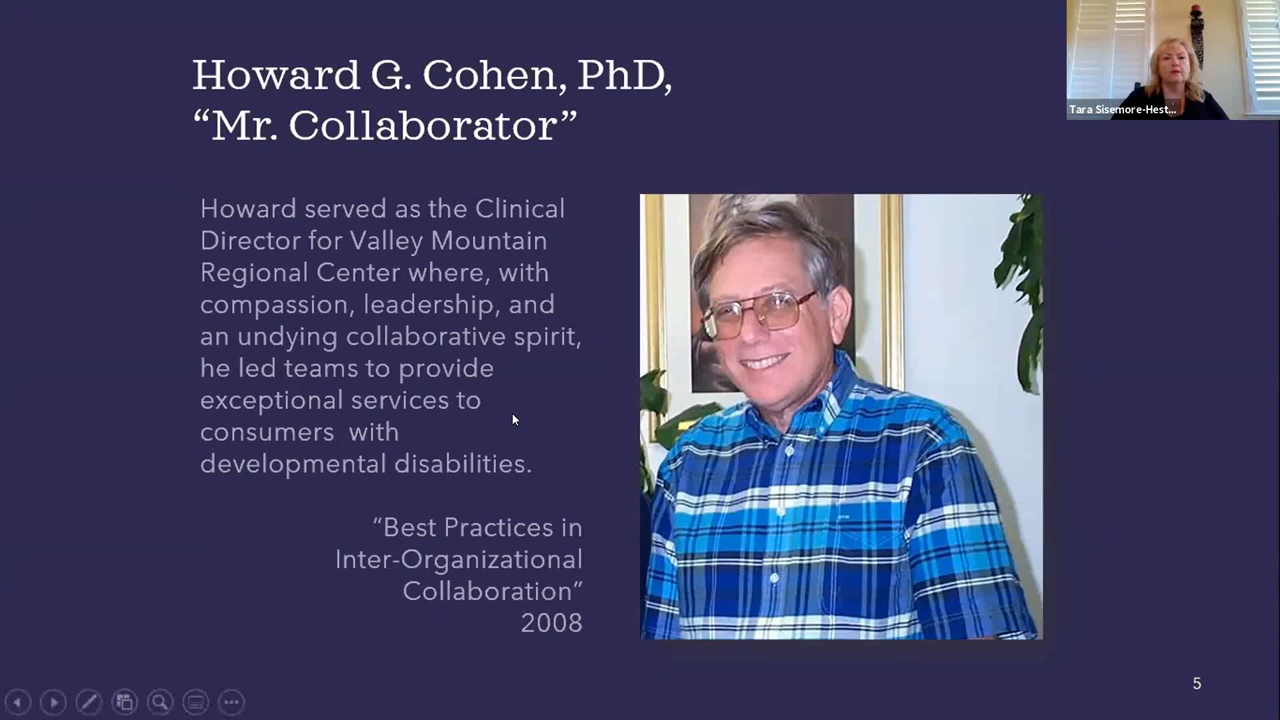 Howard G. Cohen, PhD,
“Mr. Collaborator”
Tara Sisemore-Hest...
Howard served as the Clinical
Director for Valley Mountain
Regional Center where, with
compassion, leadership, and
an undying collaborative spirit,
he led teams to provide
exceptional services to
consumers  with
developmental disabilities.
“Best Practices in
Inter-Organizational
Collaboration”
2008
5